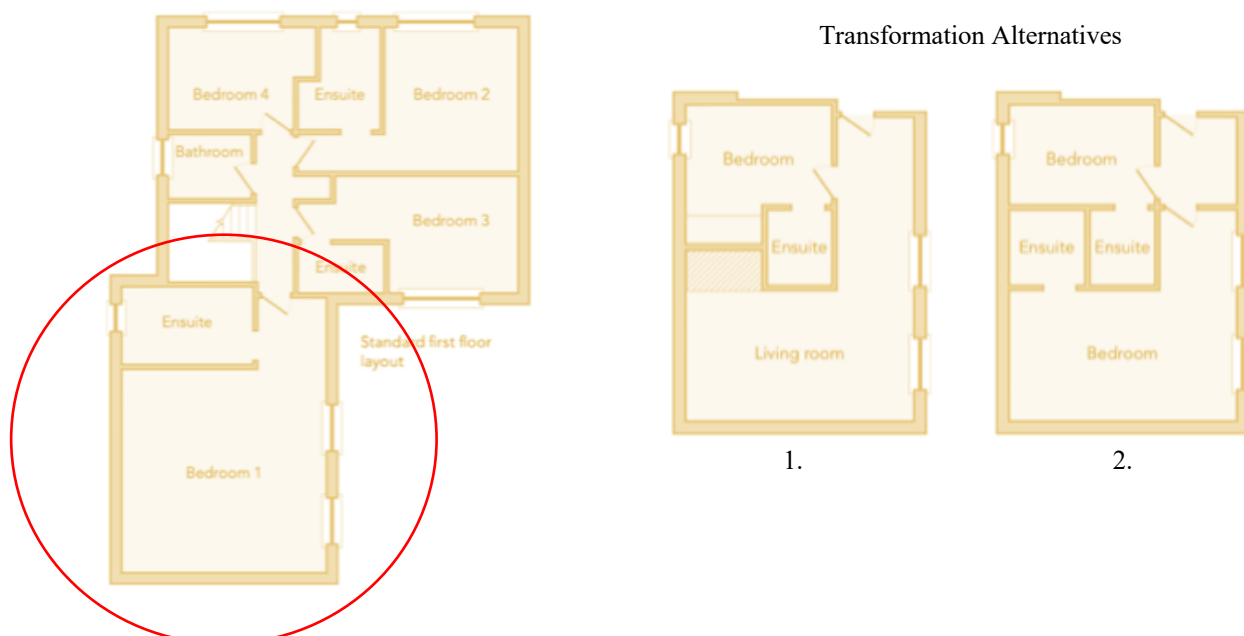 Transformation Alternatives
Bedroom 4
Ensuite
Bedroom 2
Bathroom
Bedroom 3
Ensuite
Ensuite
Standard first floor
layout
Bedroom 1
Bedroom
Ensuite
Living room
1.
Bedroom
Ensuite
Ensuite
Bedroom
2.